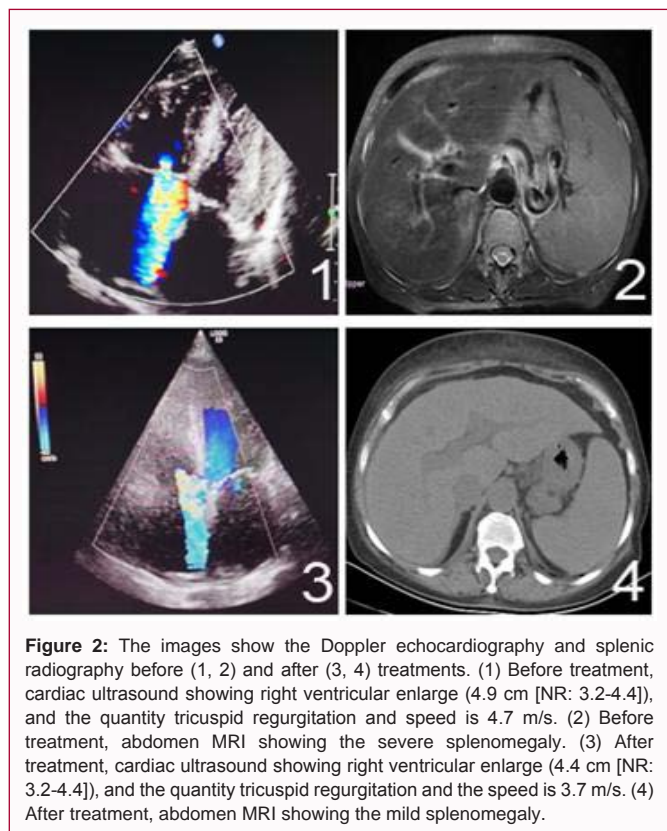 1
2
3
4
Figure 2: The images show the Doppler echocardiography and splenic
radiography before (1, 2) and after (3, 4) treatments. (1) Before treatment,
cardiac ultrasound showing right ventricular enlarge (4.9 cm [NR: 3.2-4.4]),
and the quantity tricuspid regurgitation and speed is 4.7 m/s. (2) Before
treatment, abdomen MRI showing the severe splenomegaly. (3) After
treatment, cardiac ultrasound showing right ventricular enlarge (4.4 cm [NR:
3.2-4.4]), and the quantity tricuspid regurgitation and the speed is 3.7 m/s. (4)
After treatment, abdomen MRI showing the mild splenomegaly.